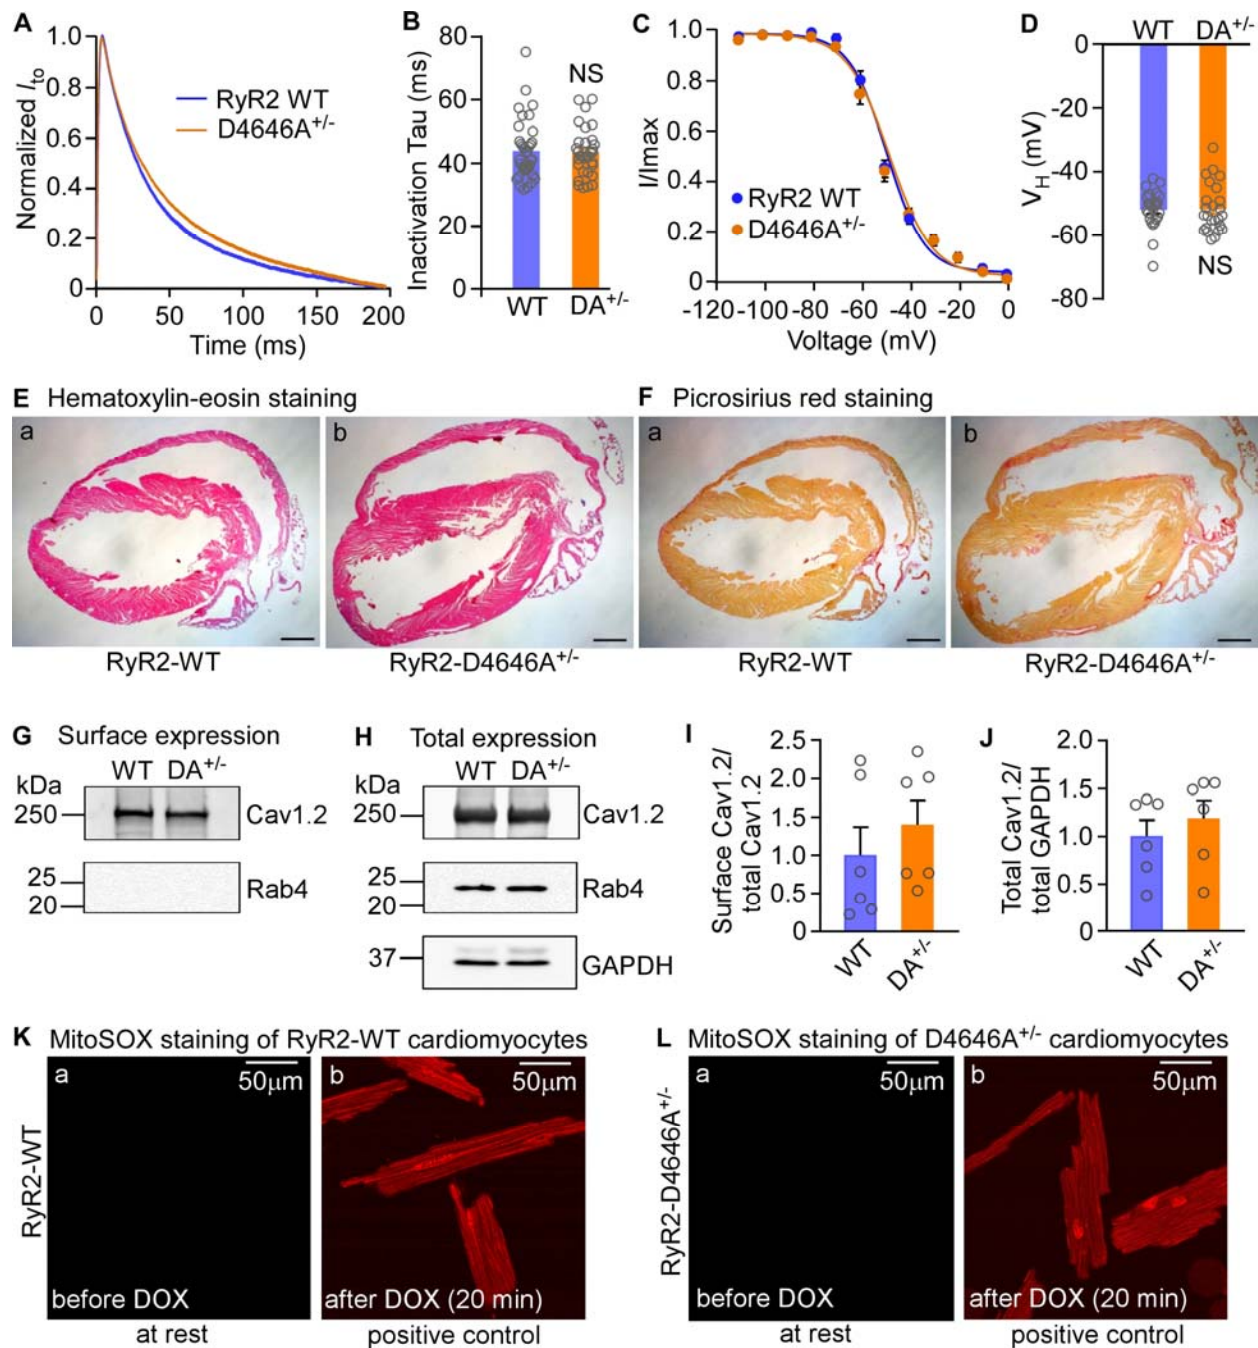 A
Normalized Ito
1.0
0.8
0.6
0.4
0.2
0
RyR2 WT
D4646A+/-
0 50 100 150 200
Time (ms)
B
Inactivation Tau (ms)
80
60
40
20
0
NS
WT DA+/-
C
I/Imax
1.0
0.8
0.6
0.4
0.2
0
RyR2 WT
D4646A+/-
-120 -100 -80 -60 -40 -20 0
Voltage (mV)
D
WT DA+/-
VH (mV)
0
-20
-40
-60
-80
NS
E Hematoxylin-eosin staining
a
b
RyR2-WT
RyR2-D4646A+/-
F Picrosirius red staining
a
b
RyR2-WT
RyR2-D4646A+/-
G Surface expression
kDa
WT DA+/-
250
Cav1.2
25
20
Rab4
H Total expression
kDa
WT DA+/-
250
Cav1.2
25
20
Rab4
37
GAPDH
I
Surface Cav1.2/
total Cav1.2
2.5
2.0
1.5
1.0
0.5
0
WT
DA+/-
J
Total Cav1.2/
total GAPDH
2.0
1.5
1.0
0.5
0
WT
DA+/-
K MitoSOX staining of RyR2-WT cardiomyocytes
RyR2-WT
a
50μm
before DOX
at rest
b
50μm
after DOX (20 min)
positive control
L MitoSOX staining of D4646A+/- cardiomyocytes
RyR2-D4646A+/-
a
50μm
before DOX
at rest
b
50μm
after DOX (20 min)
positive control